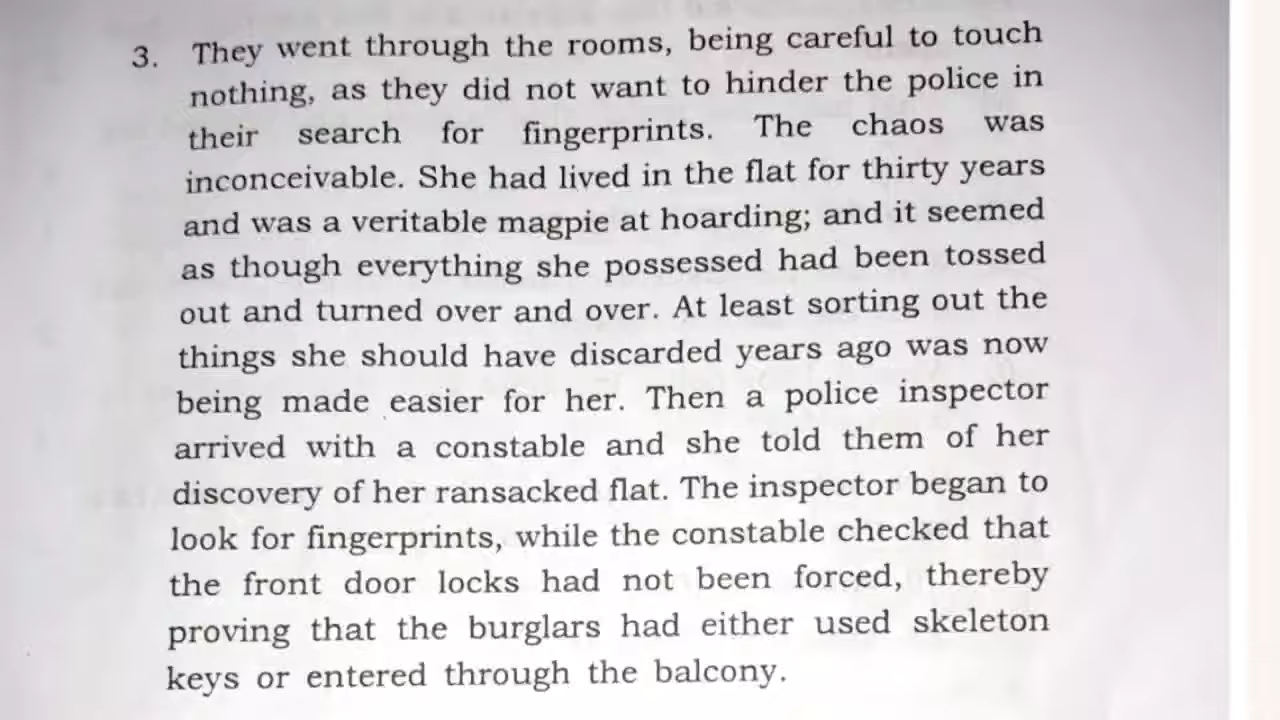 3. They went through the rooms, being careful to touch
nothing, as they did not want to hinder the police in
their search for fingerprints. The chaos was
inconceivable. She had lived in the flat for thirty years
and was a veritable magpie at hoarding; and it seemed
as though everything she possessed had been tossed
out and turned over and over. At least sorting out the
things she should have discarded years ago was now
being made easier for her. Then a police inspector
arrived with a constable and she told them of her
discovery of her ransacked flat. The inspector began to
look for fingerprints, while the constable checked that
the front door locks had not been forced, thereby
proving that the burglars had either used skeleton
keys or entered through the balcony.